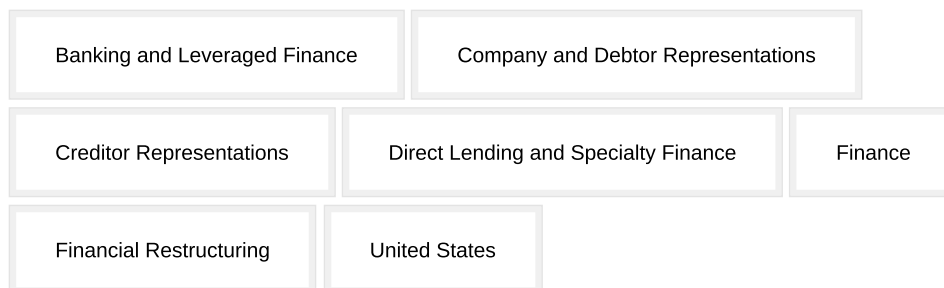 Banking and Leveraged Finance Company and Debtor Representations
Creditor Representations Direct Lending and Specialty Finance Finance
Financial Restructuring United States